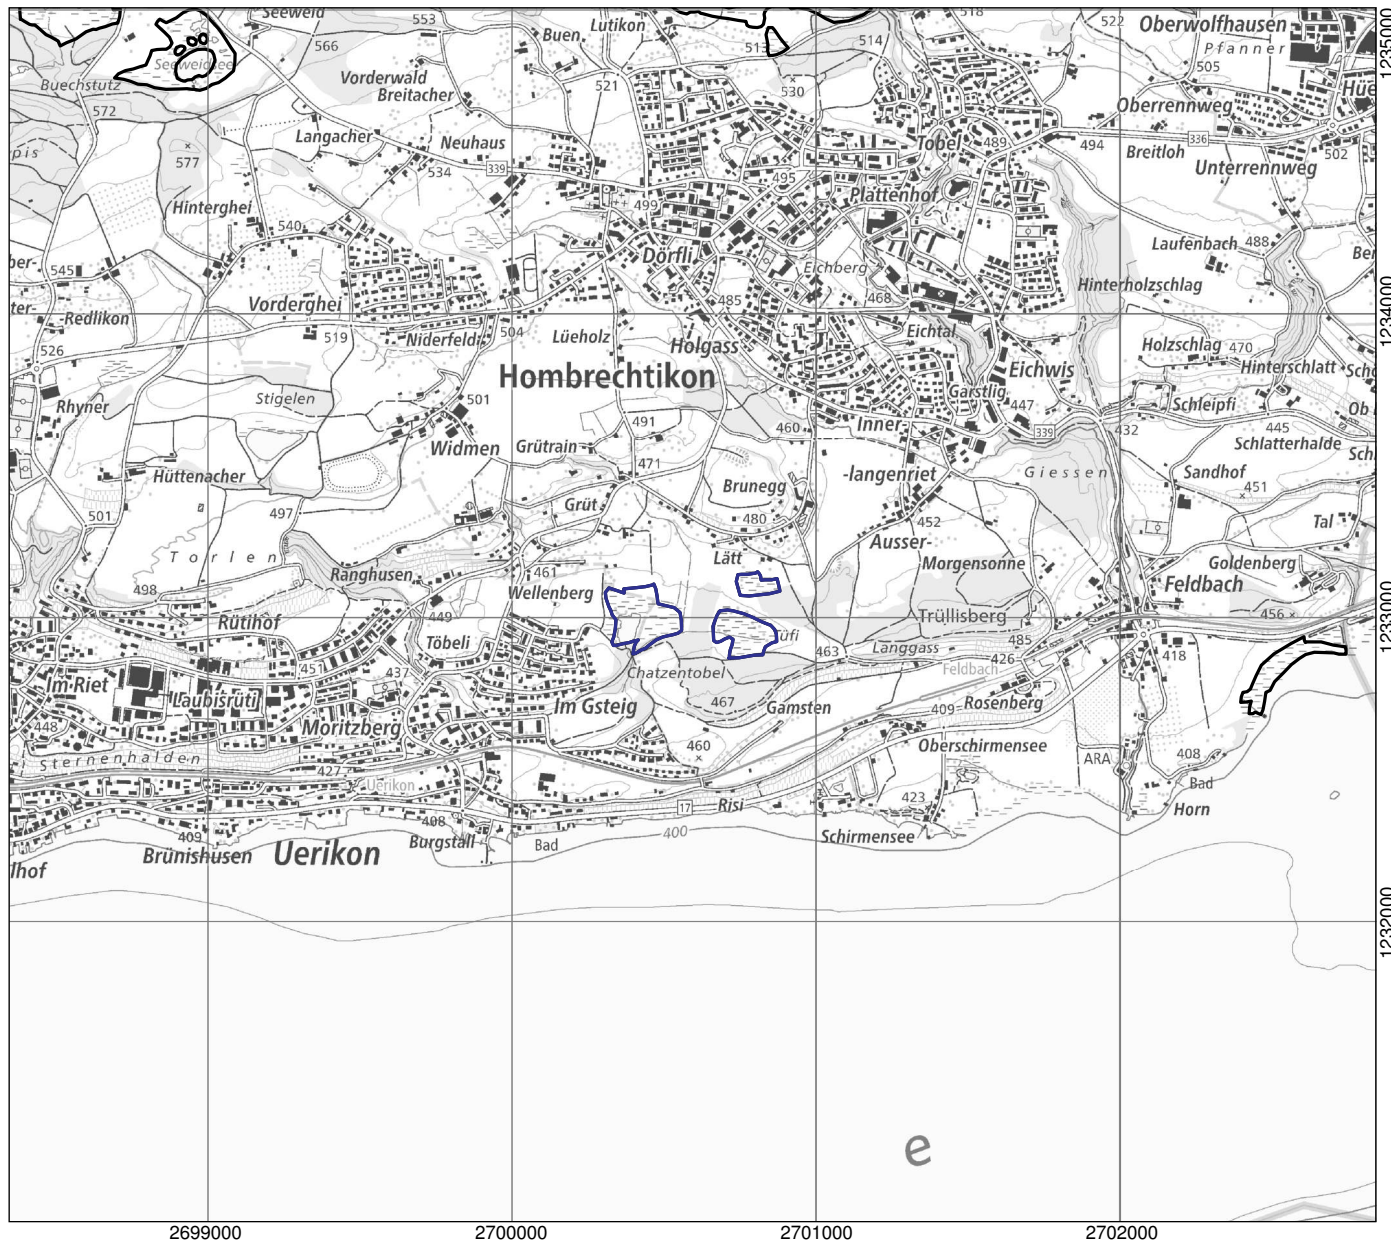 Seeweid
553
Lutikon
Buen
513
514
518
522
Oberwolfhausen
Pfanner
505
1235000
566
Seeweidsee
Buechstutz
572
Vorderwald
Breitacher
521
530
Oberrennweg
Langacher
Neuhaus
577
534
339
495
Tobel
489
494
336
Breitloh
502
Unterrennweg
Hinterghei
499
Plattenhof
540
Dörfli
Eichberg
Laufenbach
488
545
Redlikon
Vorderghei
485
468
Hinterholzschlag
519
Niderfeld
504
Lüeholz
Holgass
Eichtal
1234000
526
Holzschlag
470
Hombrechtikon
Eichwis
Hinterschlatt
Stigelen
Garstlig
447
Rhyner
501
491
460
Inner-
339
432
Schleipfi
445
Schlatterhalde
Widmen
Grütrain
471
-langenriet
Giessen
Sandhof
451
Hüttenacher
Brunegg
501
497
Grüt
480
452
Ausser-
Tal
Torlen
Lätt
Morgensonne
Goldenberg
Ranghusen
461
Wellenberg
Feldbach
498
Rütihof
449
Töbeli
Trüllisberg
456
1233000
451
463
Langgass
485
Feldbach
426
418
Im Riet
Laubisrüti
437
Chatzentobel
467
Im Gsteig
Gamsten
409
Rosenberg
448
Moritzberg
460
Oberschirmensee
ARA
408
Sternenhalden
427
Uerikon
17
Risi
423
Bad
Horn
409
Brünishusen
Uerikon
408
Burgstall
Bad
400
Schirmensee
lhof
1232000
e
2699000
2700000
2701000
2702000